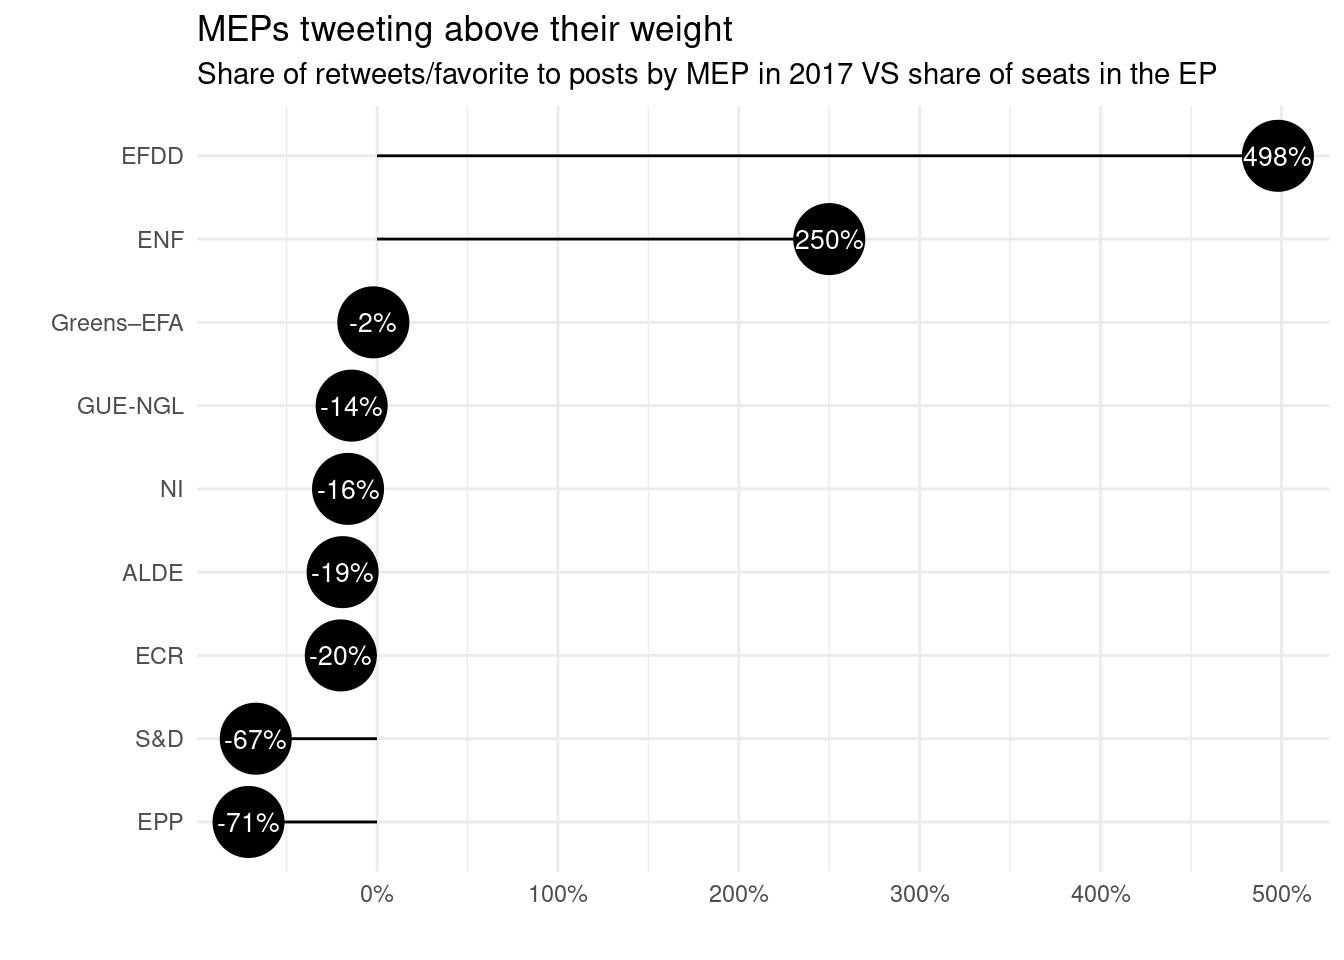 MEPs tweeting above their weight
Share of retweets/favorite to posts by MEP in 2017 VS share of seats in the EP
EFDD 498%
ENF 250%
Greens–EFA -2%
GUE-NGL -14%
NI -16%
ALDE -19%
ECR -20%
S&D -67%
EPP -71%
0% 100% 200% 300% 400% 500%